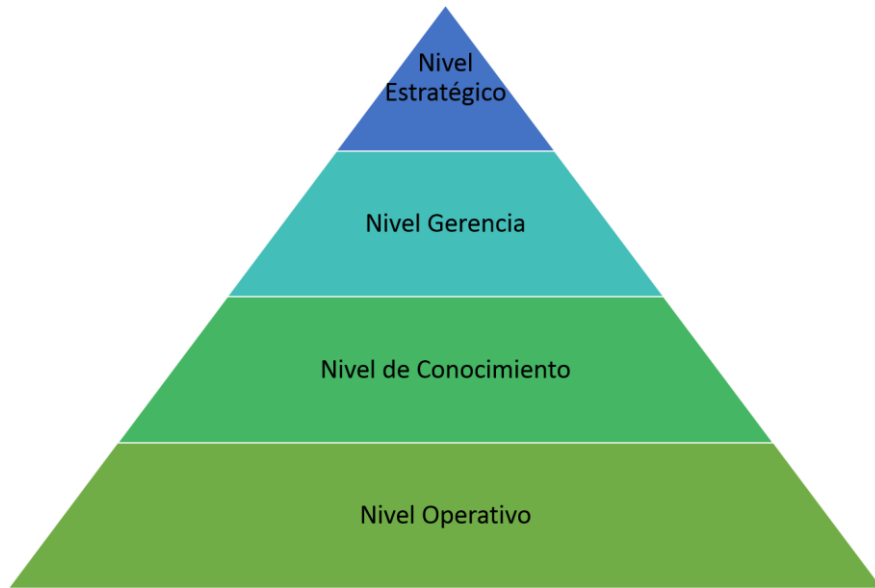 Nivel
Estratégico
Nivel Gerencia
Nivel de Conocimiento
Nivel Operativo